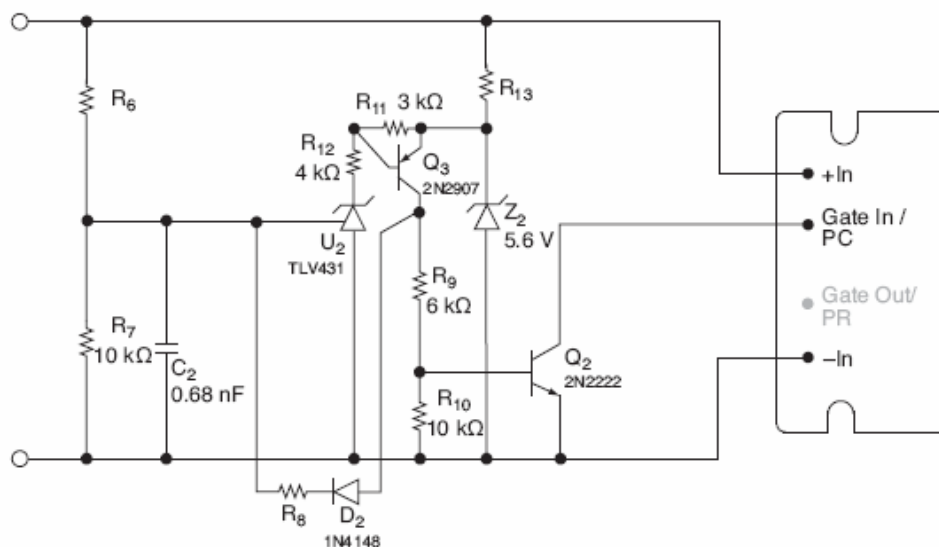 R6
R11
3 kΩ
R13
R12
4 kΩ
Q3
2N2907
+In
U2
TLV431
Z2
5.6 V
Gate In /
PC
R9
6 kΩ
Gate Out/
PR
R7
10 kΩ
C2
0.68 nF
Q2
2N2222
–In
R10
10 kΩ
R8
D2
1N4148